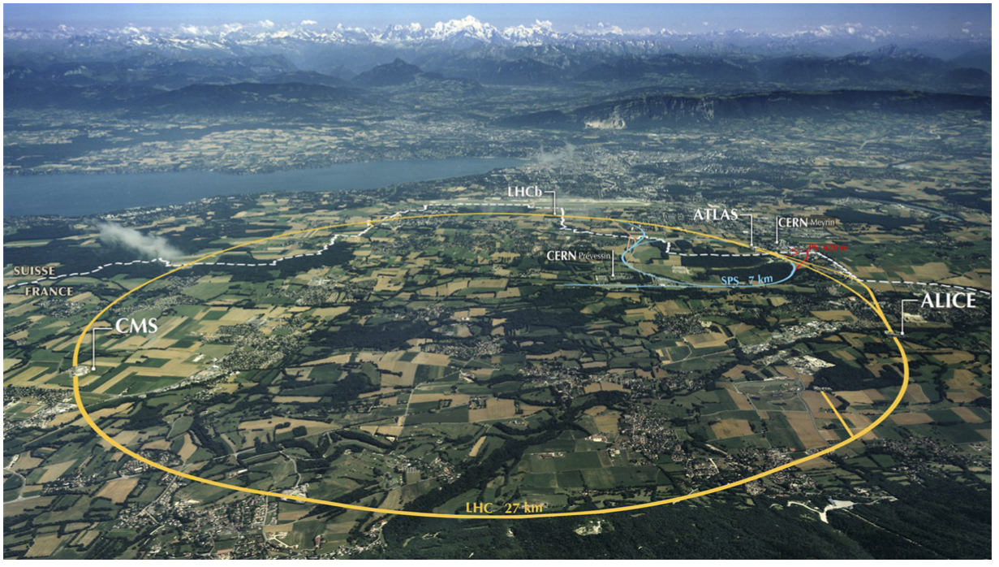 LHCb
ATLAS
CERN Meyrin
CERN Prévessin
SUISSE
FRANCE
SPS 7 km
ALICE
CMS
LHC 27 km